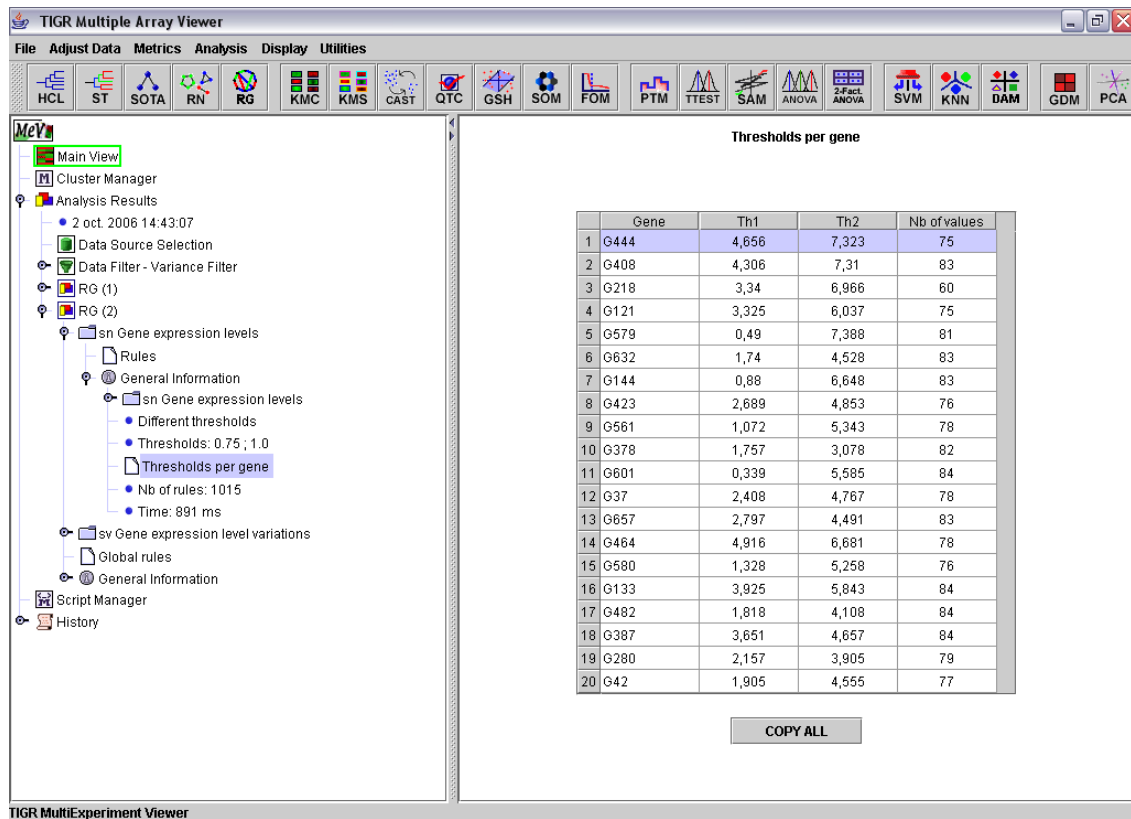 TIGR Multiple Array Viewer
File Adjust Data Metrics Analysis Display Utilities
HCL ST SOTA RN RG KMC KMS CAST QTC GSH SOM FOM PTM TTEST SAM ANOVA 2-Fact. ANOVA SVM KNN DAM GDM PCA
MeV
Main View
Cluster Manager
Analysis Results
2 oct. 2006 14:43:07
Data Source Selection
Data Filter - Variance Filter
RG (1)
RG (2)
sn Gene expression levels
Rules
General Information
sn Gene expression levels
Different thresholds
Thresholds: 0.75 ; 1.0
Thresholds per gene
Nb of rules: 1015
Time: 891 ms
sv Gene expression level variations
Global rules
General Information
Script Manager
History
Thresholds per gene
Gene Th1 Th2 Nb of values
1 G444 4,656 7,323 75
2 G408 4,306 7,31 83
3 G218 3,34 6,966 60
4 G121 3,325 6,037 75
5 G579 0,49 7,388 81
6 G632 1,74 4,528 83
7 G144 0,88 6,648 83
8 G423 2,689 4,853 76
9 G561 1,072 5,343 78
10 G378 1,757 3,078 82
11 G601 0,339 5,585 84
12 G37 2,408 4,767 78
13 G657 2,797 4,491 83
14 G464 4,916 6,681 78
15 G580 1,328 5,258 76
16 G133 3,925 5,843 84
17 G482 1,818 4,108 84
18 G387 3,651 4,657 84
19 G280 2,157 3,905 79
20 G42 1,905 4,555 77
COPY ALL
TIGR MultiExperiment Viewer